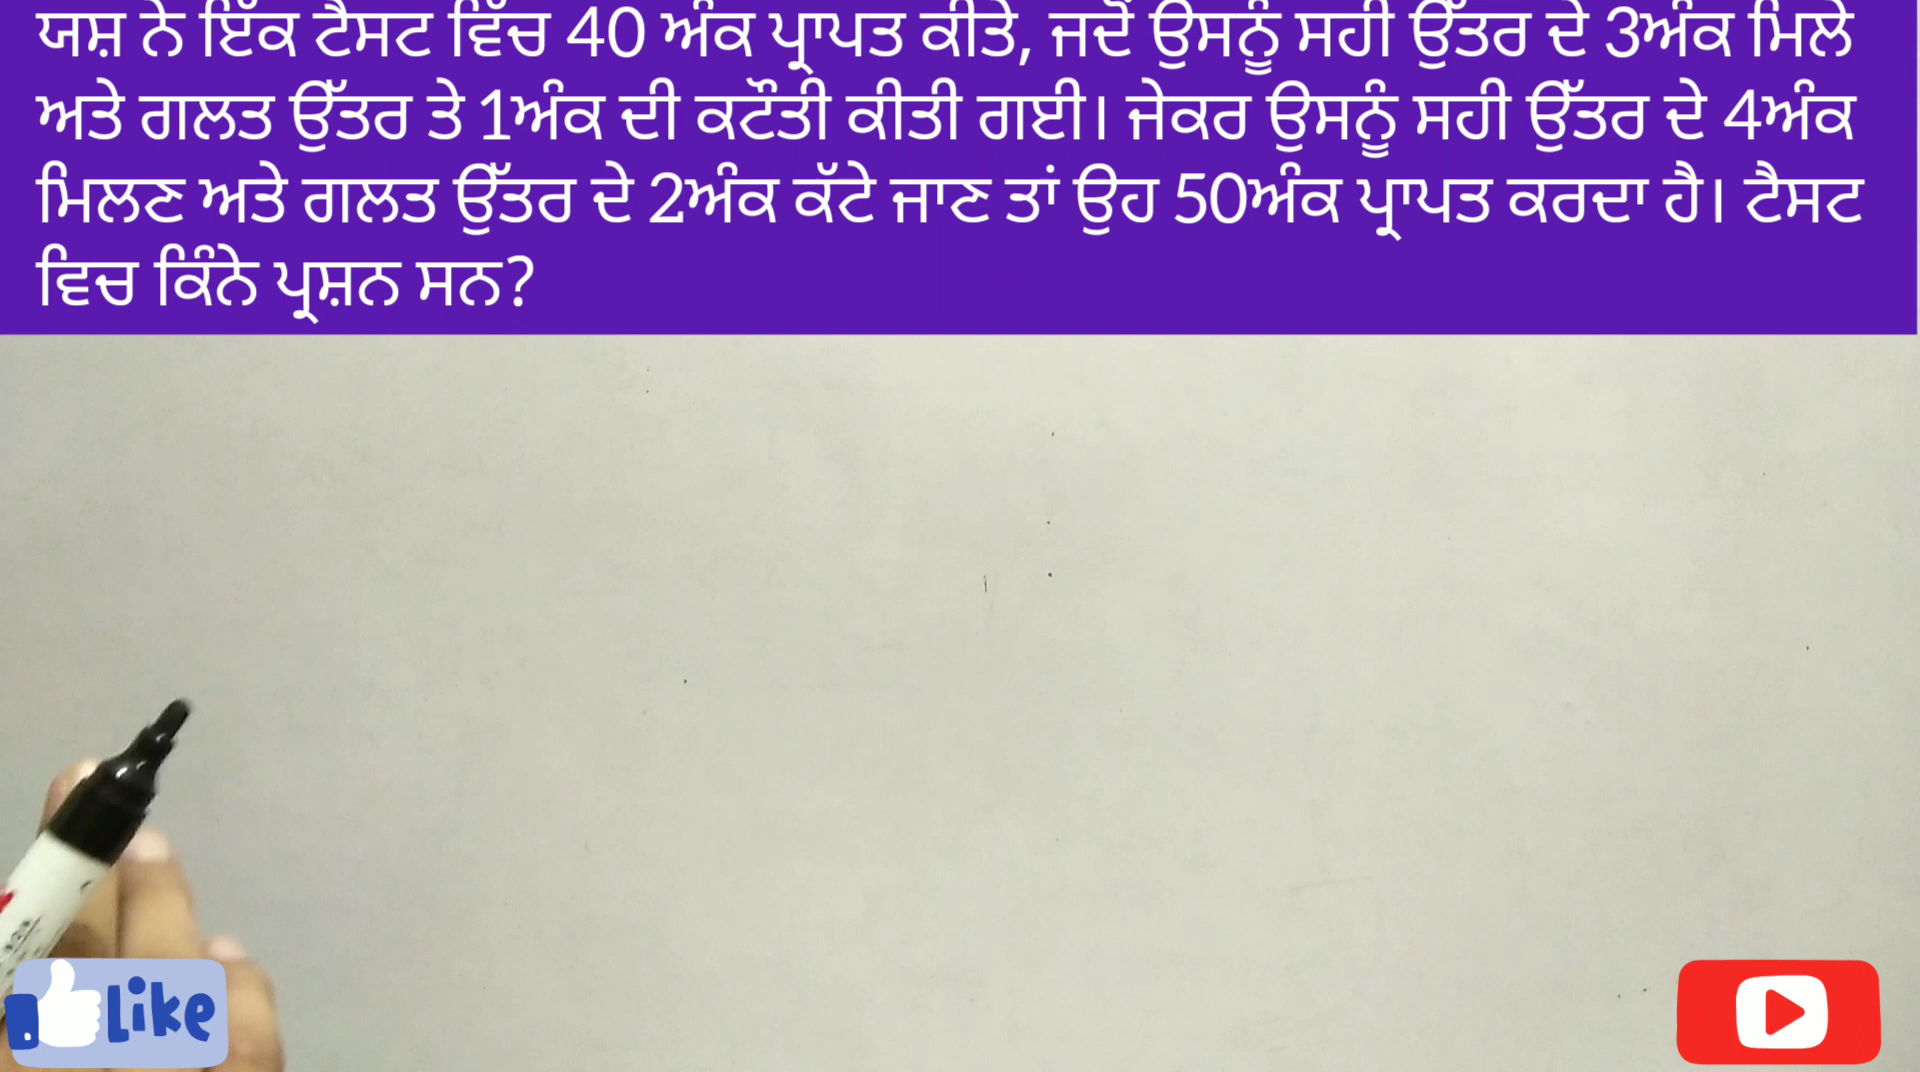 ਯਸ਼ ਨੇ ਇੱਕ ਟੈਸਟ ਵਿੱਚ 40 ਅੰਕ ਪ੍ਰਾਪਤ ਕੀਤੇ, ਜਦੋਂ ਉਸਨੂੰ ਸਹੀ ਉੱਤਰ ਦੇ 3ਅੰਕ ਮਿਲੇ
ਅਤੇ ਗਲਤ ਉੱਤਰ ਤੇ 1ਅੰਕ ਦੀ ਕਟੌਤੀ ਕੀਤੀ ਗਈ। ਜੇਕਰ ਉਸਨੂੰ ਸਹੀ ਉੱਤਰ ਦੇ 4ਅੰਕ
ਮਿਲਣ ਅਤੇ ਗਲਤ ਉੱਤਰ ਦੇ 2ਅੰਕ ਕੱਟੇ ਜਾਣ ਤਾਂ ਉਹ 50ਅੰਕ ਪ੍ਰਾਪਤ ਕਰਦਾ ਹੈ। ਟੈਸਟ
ਵਿਚ ਕਿੰਨੇ ਪ੍ਰਸ਼ਨ ਸਨ?
Like